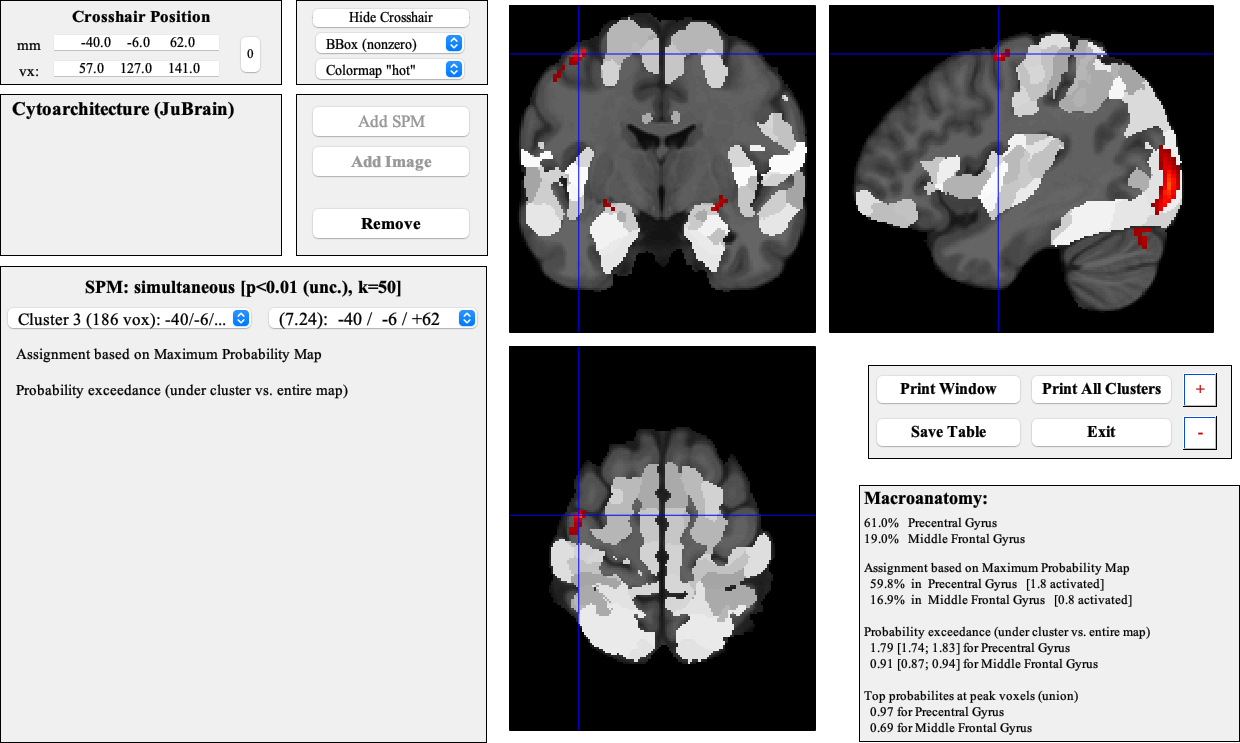 Crosshair Position
mm -40.0 -6.0 62.0
vx: 57.0 127.0 141.0
0
Hide Crosshair
BBox (nonzero)
Colormap "hot"
Cytoarchitecture (JuBrain)
Add SPM
Add Image
Remove
SPM: simultaneous [p<0.01 (unc.), k=50]
Cluster 3 (186 vox): -40/-6/... (7.24): -40 / -6 / +62
Assignment based on Maximum Probability Map
Probability exceedance (under cluster vs. entire map)
Print Window Print All Clusters +
Save Table Exit -
Macroanatomy:
61.0% Precentral Gyrus
19.0% Middle Frontal Gyrus
Assignment based on Maximum Probability Map
59.8% in Precentral Gyrus [1.8 activated]
16.9% in Middle Frontal Gyrus [0.8 activated]
Probability exceedance (under cluster vs. entire map)
1.79 [1.74; 1.83] for Precentral Gyrus
0.91 [0.87; 0.94] for Middle Frontal Gyrus
Top probabilites at peak voxels (union)
0.97 for Precentral Gyrus
0.69 for Middle Frontal Gyrus